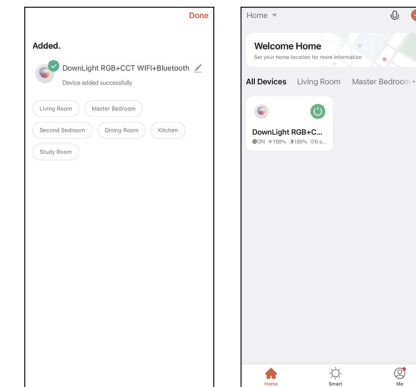 Done
Added.
DownLight RGB+CCT WIFI+Bluetooth
Device added successfully
Living Room Master Bedroom
Second Bedroom Dining Room Kitchen
Study Room
Home
Welcome Home
Set your home location for more information
All Devices Living Room Master Bedroom
DownLight RGB+C...
ON 100% 100% 0 s...
Home Smart Me